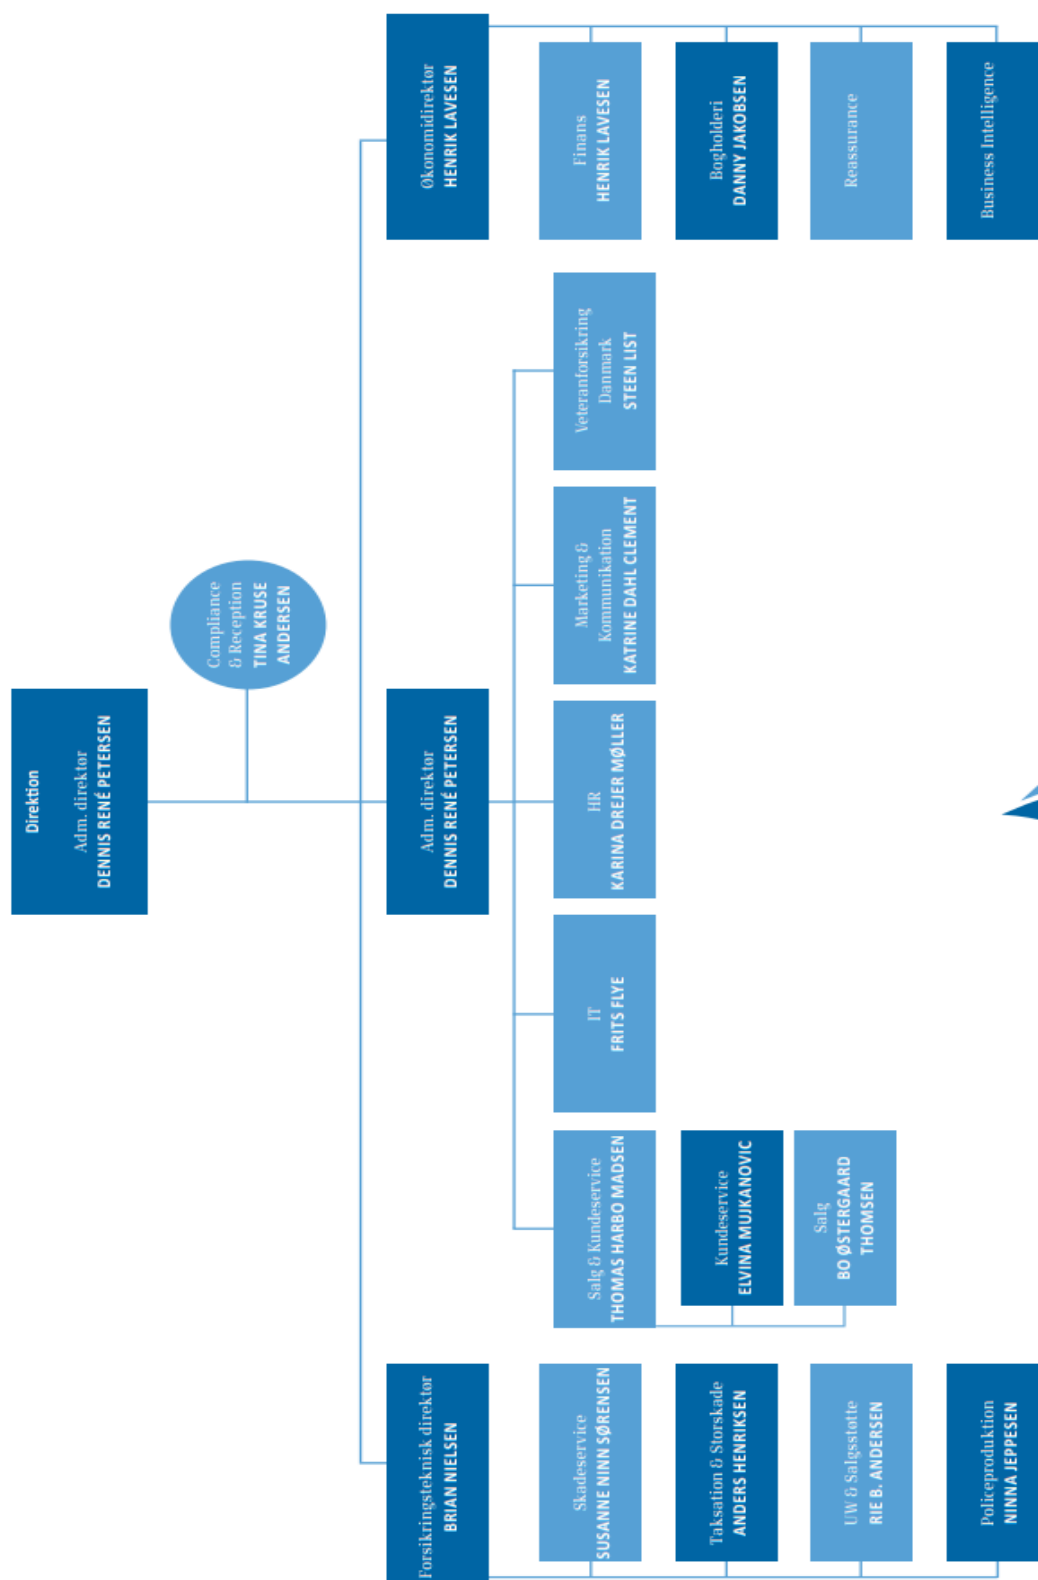 Direktion
Adm. direktør
DENNIS RENÉ PETERSEN
Compliance
& Reception
TINA KRUSE
ANDERSEN
Forsikringsteknisk direktør
BRIAN NIELSEN
Adm. direktør
DENNIS RENÉ PETERSEN
Økonomidirektør
HENRIK LAVESEN
Skadeservice
SUSANNE NINN SØRENSEN
Taksation & Storskade
ANDERS HENRIKSEN
UW & Salgsstøtte
RIE B. ANDERSEN
Policeproduktion
NINNA JEPPESEN
Salg & Kundeservice
THOMAS HARBO MADSEN
Kundeservice
ELVINA MUJKANOVIC
Salg
BO ØSTERGAARD
THOMSEN
IT
FRITS FLYE
HR
KARINA DREJER MØLLER
Marketing &
Kommunikation
KATRINE DAHL CLEMENT
Veteranforsikring
Danmark
STEEN LIST
Finans
HENRIK LAVESEN
Bogholderi
DANNY JAKOBSEN
Reassurance
Business Intelligence